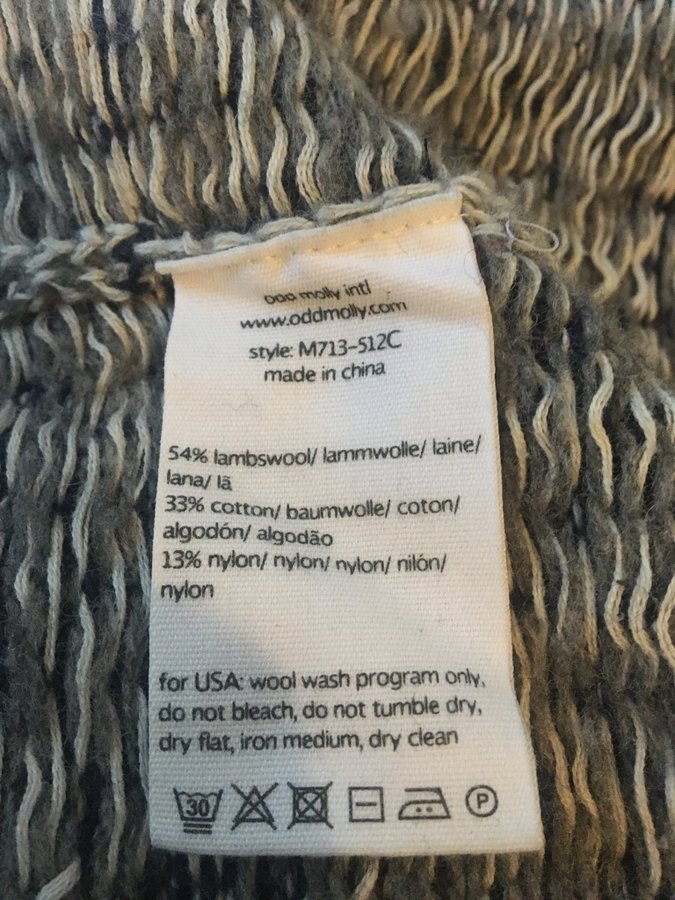 odd molly intl
www.oddmolly.com
style: M713-512C
made in china
54% lambswool/ lammwolle/ laine/
lana/ lã
33% cotton/ baumwolle/ coton/
algodón/ algodão
13% nylon/ nylon/ nylon/ nilón/
nylon
for USA: wool wash program only,
do not bleach, do not tumble dry,
dry flat, iron medium, dry clean
30 P